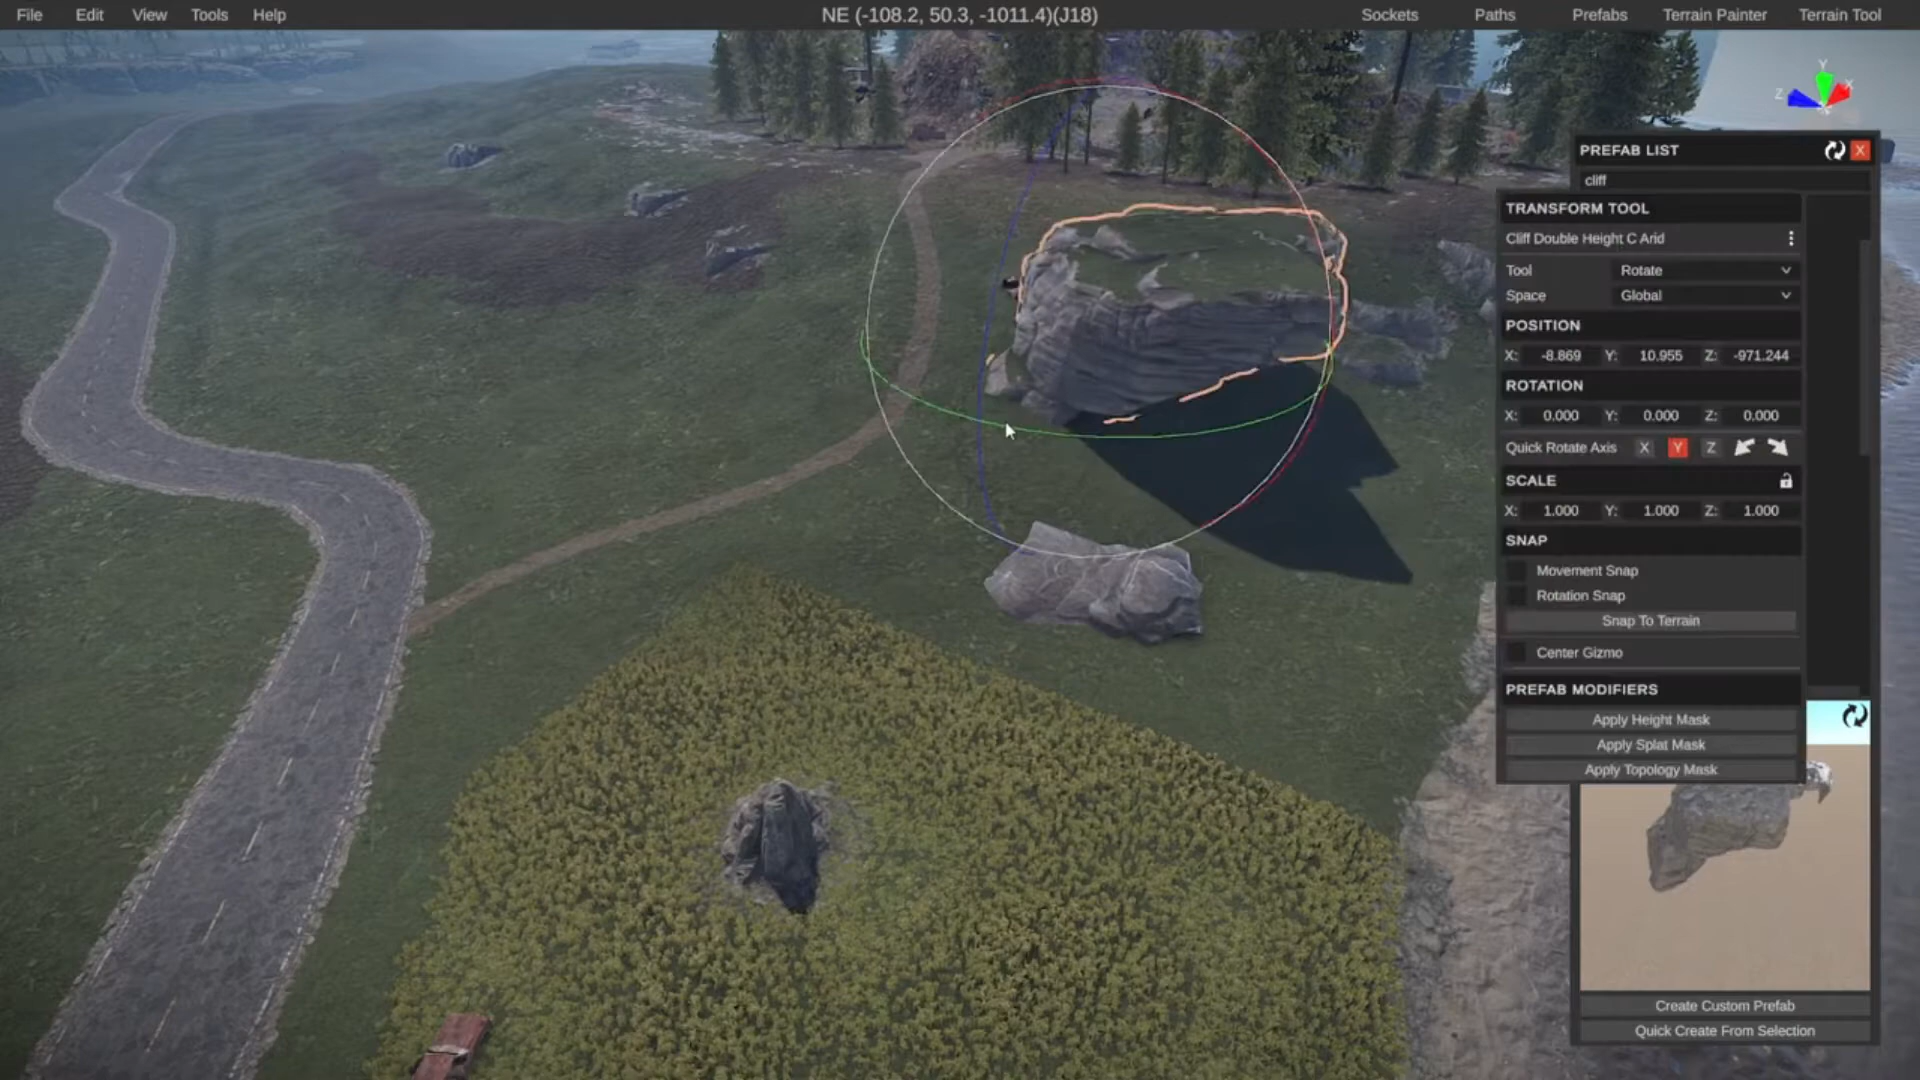 File Edit View Tools Help NE (-108.2, 50.3, -1011.4)(J18) Sockets Paths Prefabs Terrain Painter Terrain Tool
Y
X
Z
PREFAB LIST X
cliff
TRANSFORM TOOL
Cliff Double Height C Arid
Tool Rotate
Space Global
POSITION
X: -8.869 Y: 10.955 Z: -971.244
ROTATION
X: 0.000 Y: 0.000 Z: 0.000
Quick Rotate Axis X Y Z
SCALE
X: 1.000 Y: 1.000 Z: 1.000
SNAP
Movement Snap
Rotation Snap
Snap To Terrain
Center Gizmo
PREFAB MODIFIERS
Apply Height Mask
Apply Splat Mask
Apply Topology Mask
Create Custom Prefab
Quick Create From Selection